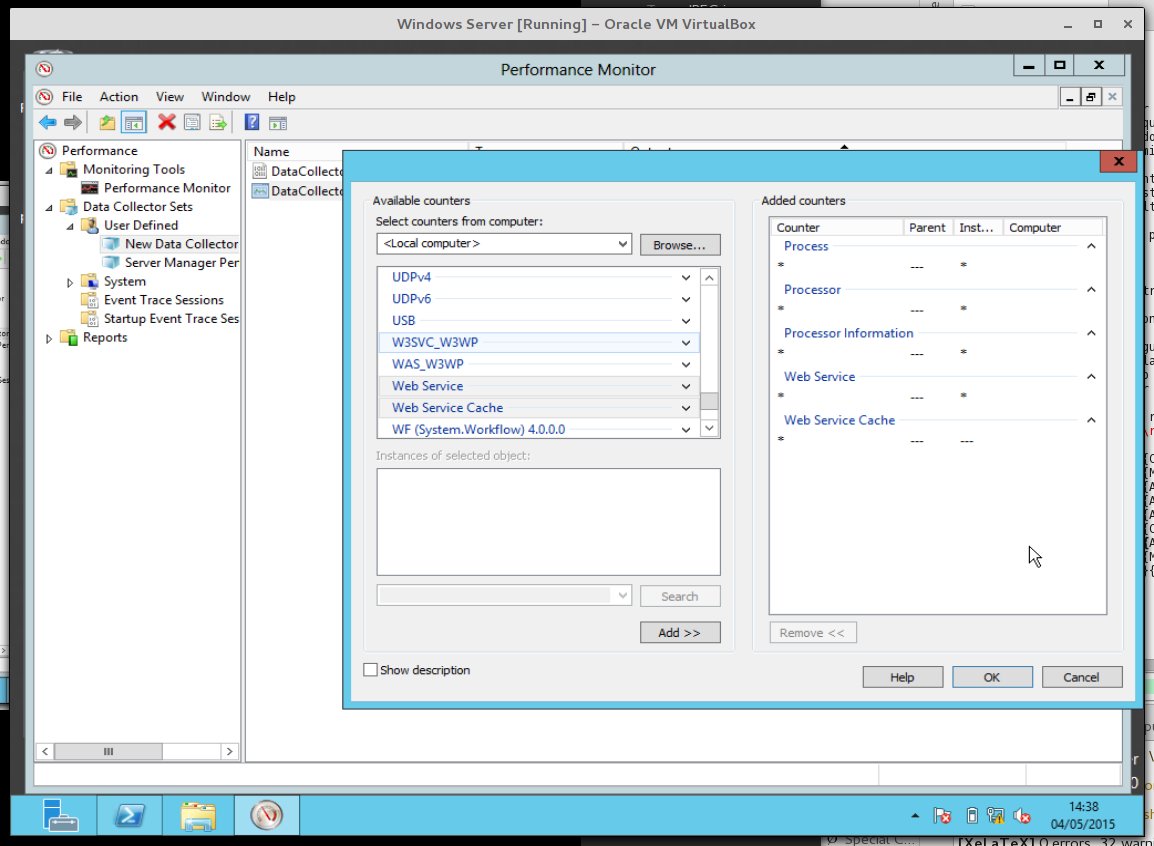 Windows Server [Running] – Oracle VM VirtualBox
Performance Monitor
File Action View Window Help
Performance
Monitoring Tools
Performance Monitor
Data Collector Sets
User Defined
New Data Collector
Server Manager Per
System
Event Trace Sessions
Startup Event Trace Ses
Reports
Name
DataCollecto
DataCollecto
Available counters
Select counters from computer:
<Local computer>
Browse...
UDPv4
UDPv6
USB
W3SVC_W3WP
WAS_W3WP
Web Service
Web Service Cache
WF (System.Workflow) 4.0.0.0
Instances of selected object:
Search
Add >>
Show description
Added counters
Counter Parent Inst... Computer
Process
* --- *
Processor
* --- *
Processor Information
* --- *
Web Service
* --- *
Web Service Cache
* --- ---
Remove <<
Help OK Cancel
14:38
04/05/2015
[XeLaTeX] 0 errors, 32 warn